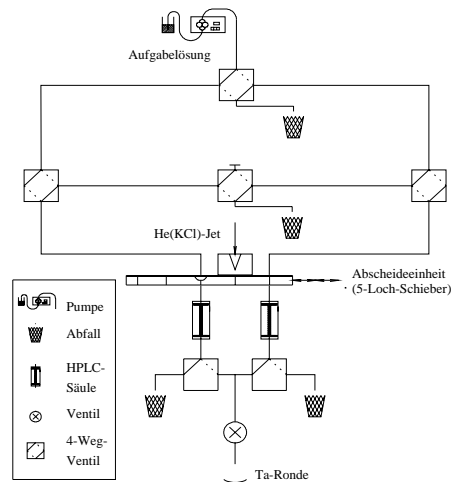 Aufgabelösung
He(KCl)-Jet
Abscheideeinheit
(5-Loch-Schieber)
Pumpe
Abfall
HPLC-
Säule
Ventil
4-Weg-
Ventil
Ta-Ronde